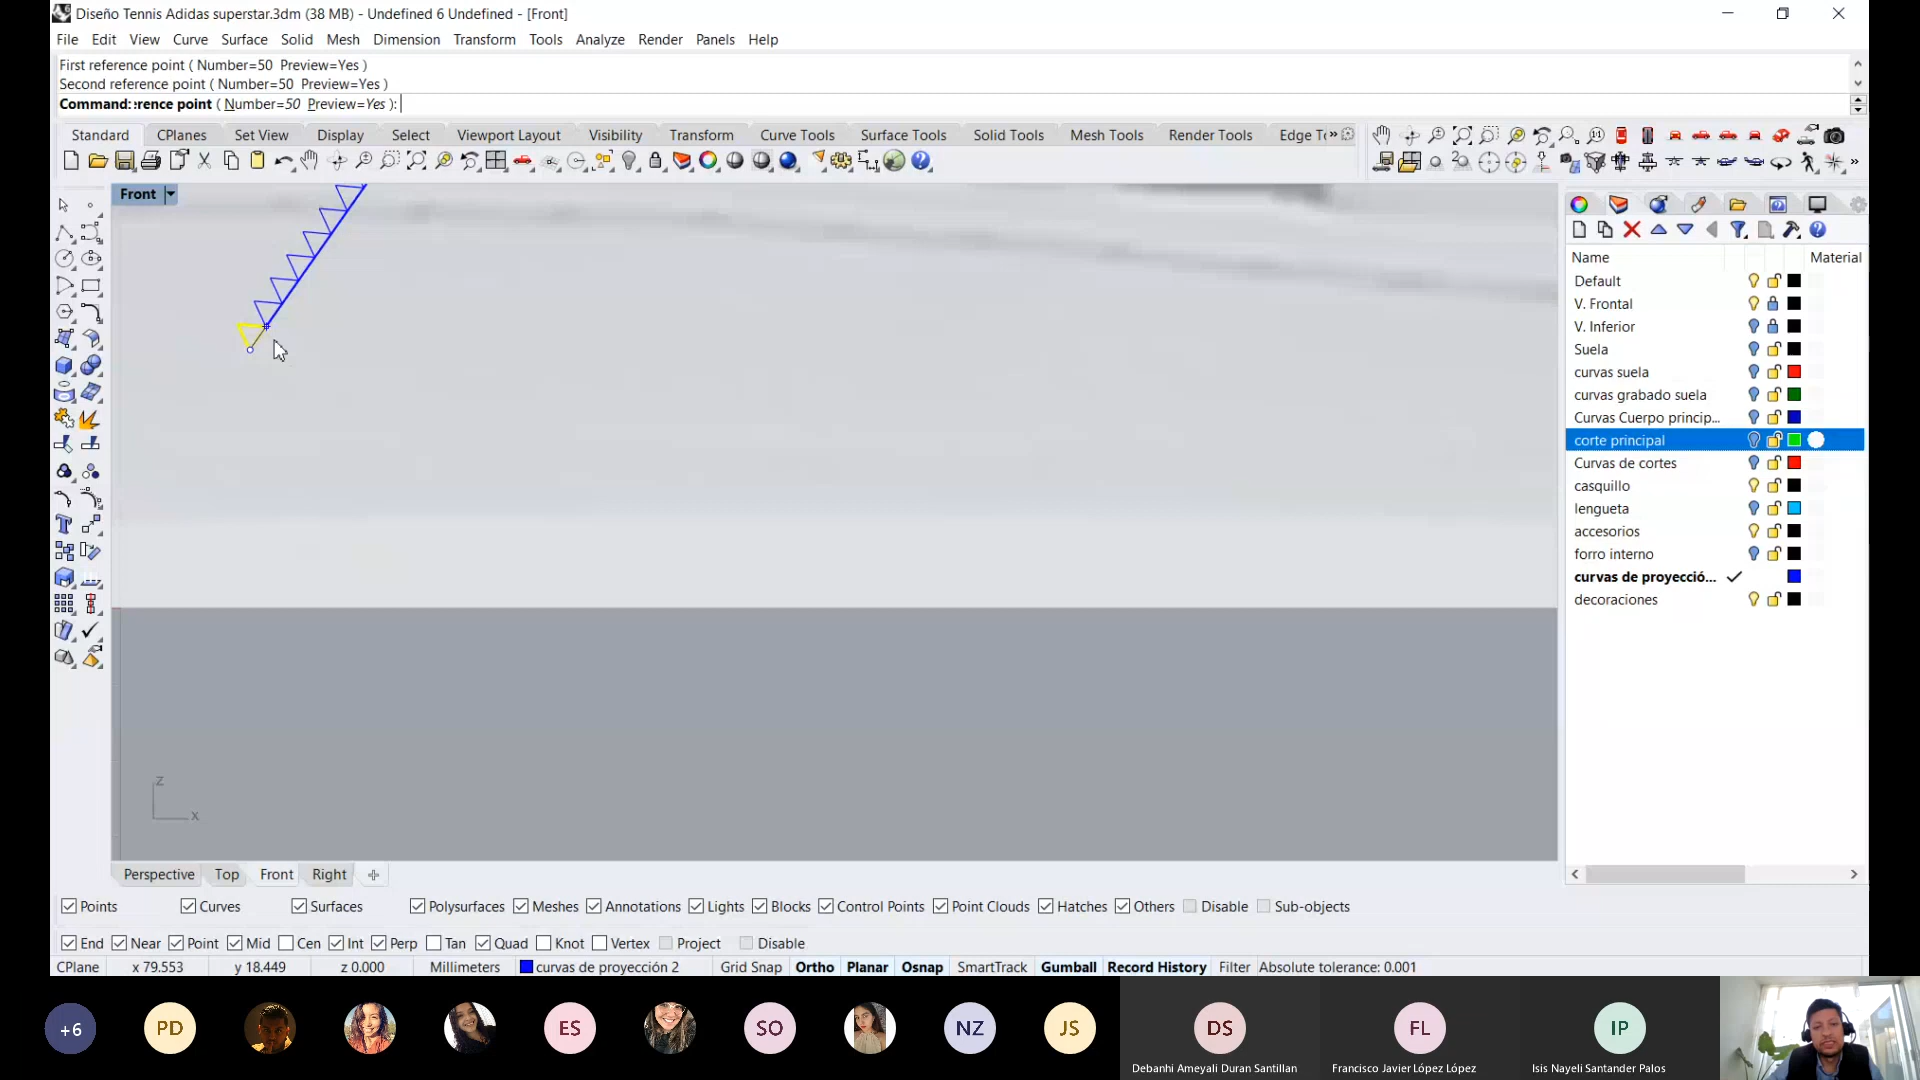 Diseño Tennis Adidas superstar.3dm (38 MB) - Undefined 6 Undefined - [Front]
File Edit View Curve Surface Solid Mesh Dimension Transform Tools Analyze Render Panels Help
First reference point ( Number=50 Preview=Yes )
Second reference point ( Number=50 Preview=Yes )
Command: :rence point ( Number=50 Preview=Yes ):
Standard CPlanes Set View Display Select Viewport Layout Visibility Transform Curve Tools Surface Tools Solid Tools Mesh Tools Render Tools Edge To »
Front
Name Material
Default
V. Frontal
V. Inferior
Suela
curvas suela
curvas grabado suela
Curvas Cuerpo princip...
corte principal
Curvas de cortes
casquillo
lengueta
accesorios
forro interno
curvas de proyecció...
decoraciones
z
x
Perspective Top Front Right
Points Curves Surfaces Polysurfaces Meshes Annotations Lights Blocks Control Points Point Clouds Hatches Others Disable Sub-objects
End Near Point Mid Cen Int Perp Tan Quad Knot Vertex Project Disable
CPlane x 79.553 y 18.449 z 0.000 Millimeters curvas de proyección 2 Grid Snap Ortho Planar Osnap SmartTrack Gumball Record History Filter Absolute tolerance: 0.001
+6 PD ES SO NZ JS DS FL IP
Debanhi Ameyali Duran Santillan Francisco Javier López López Isis Nayeli Santander Palos